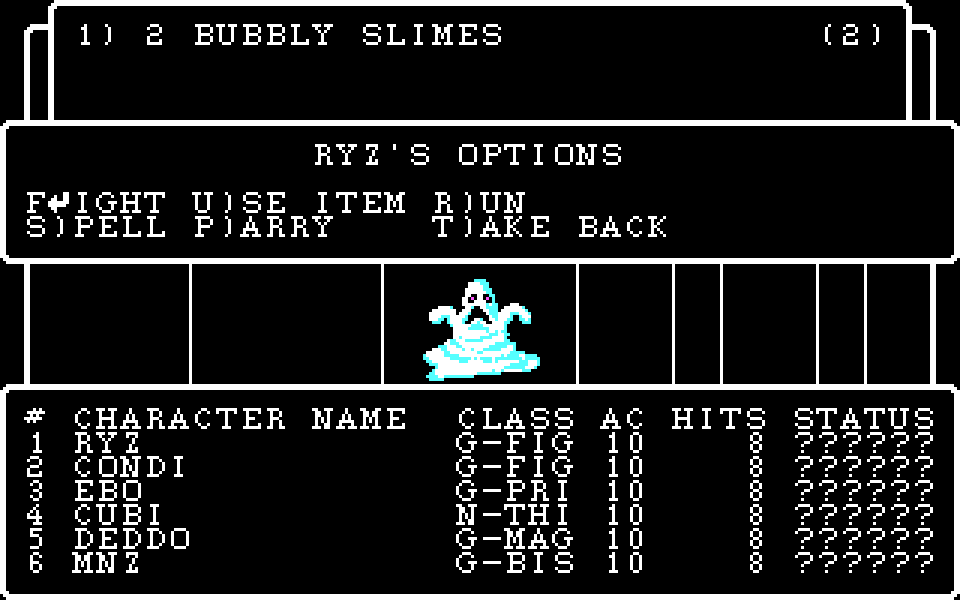 1) 2 BUBBLY SLIMES (2)
RYZ'S OPTIONS
F↵IGHT U)SE ITEM R)UN
S)PELL P)ARRY T)AKE BACK
# CHARACTER NAME CLASS AC HITS STATUS
1 RYZ G-FIG 10 8 ??????
2 CONDI G-FIG 10 8 ??????
3 EBO G-PRI 10 8 ??????
4 CUBI N-THI 10 8 ??????
5 DEDDO G-MAG 10 8 ??????
6 MNZ G-BIS 10 8 ??????